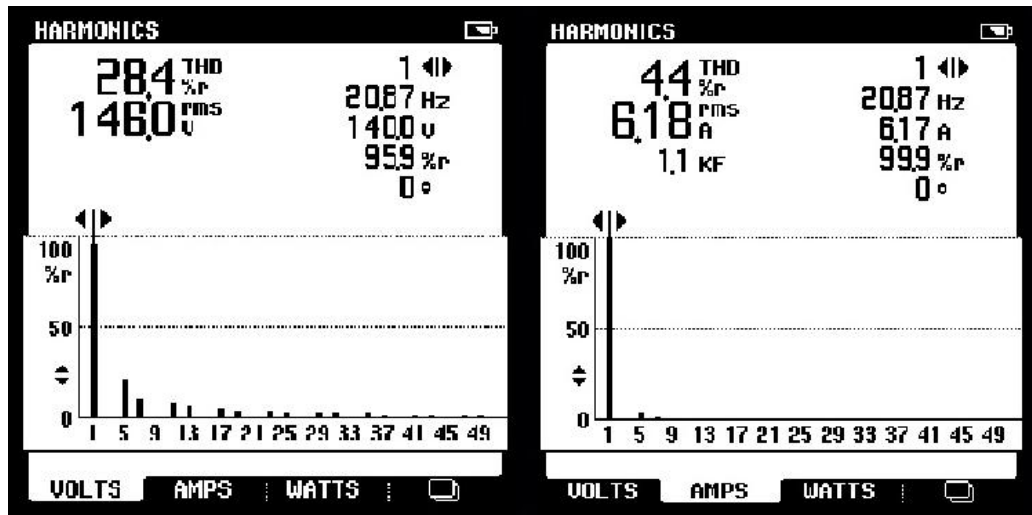 HARMONICS
28.4 THD %r
146.0 rms V
1
20.87 Hz
140.0 V
95.9 %r
0 °
100
%r
50
0
1 5 9 13 17 21 25 29 33 37 41 45 49
VOLTS AMPS WATTS
HARMONICS
4.4 THD %r
6.18 rms A
1.1 KF
1
20.87 Hz
6.17 A
99.9 %r
0 °
100
%r
50
0
1 5 9 13 17 21 25 29 33 37 41 45 49
VOLTS AMPS WATTS